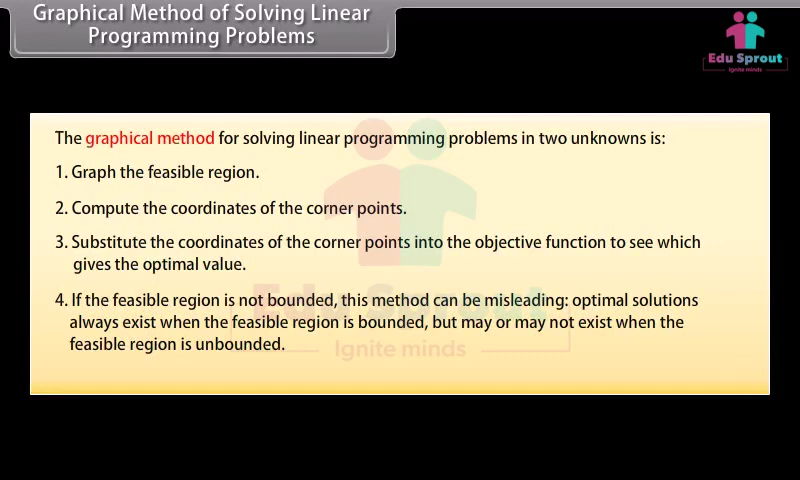 Graphical Method of Solving Linear
Programming Problems
Edu Sprout
Ignite minds
The graphical method for solving linear programming problems in two unknowns is:
1. Graph the feasible region.
2. Compute the coordinates of the corner points.
3. Substitute the coordinates of the corner points into the objective function to see which
gives the optimal value.
4. If the feasible region is not bounded, this method can be misleading: optimal solutions
always exist when the feasible region is bounded, but may or may not exist when the
feasible region is unbounded.
Edu Sprout
Ignite minds